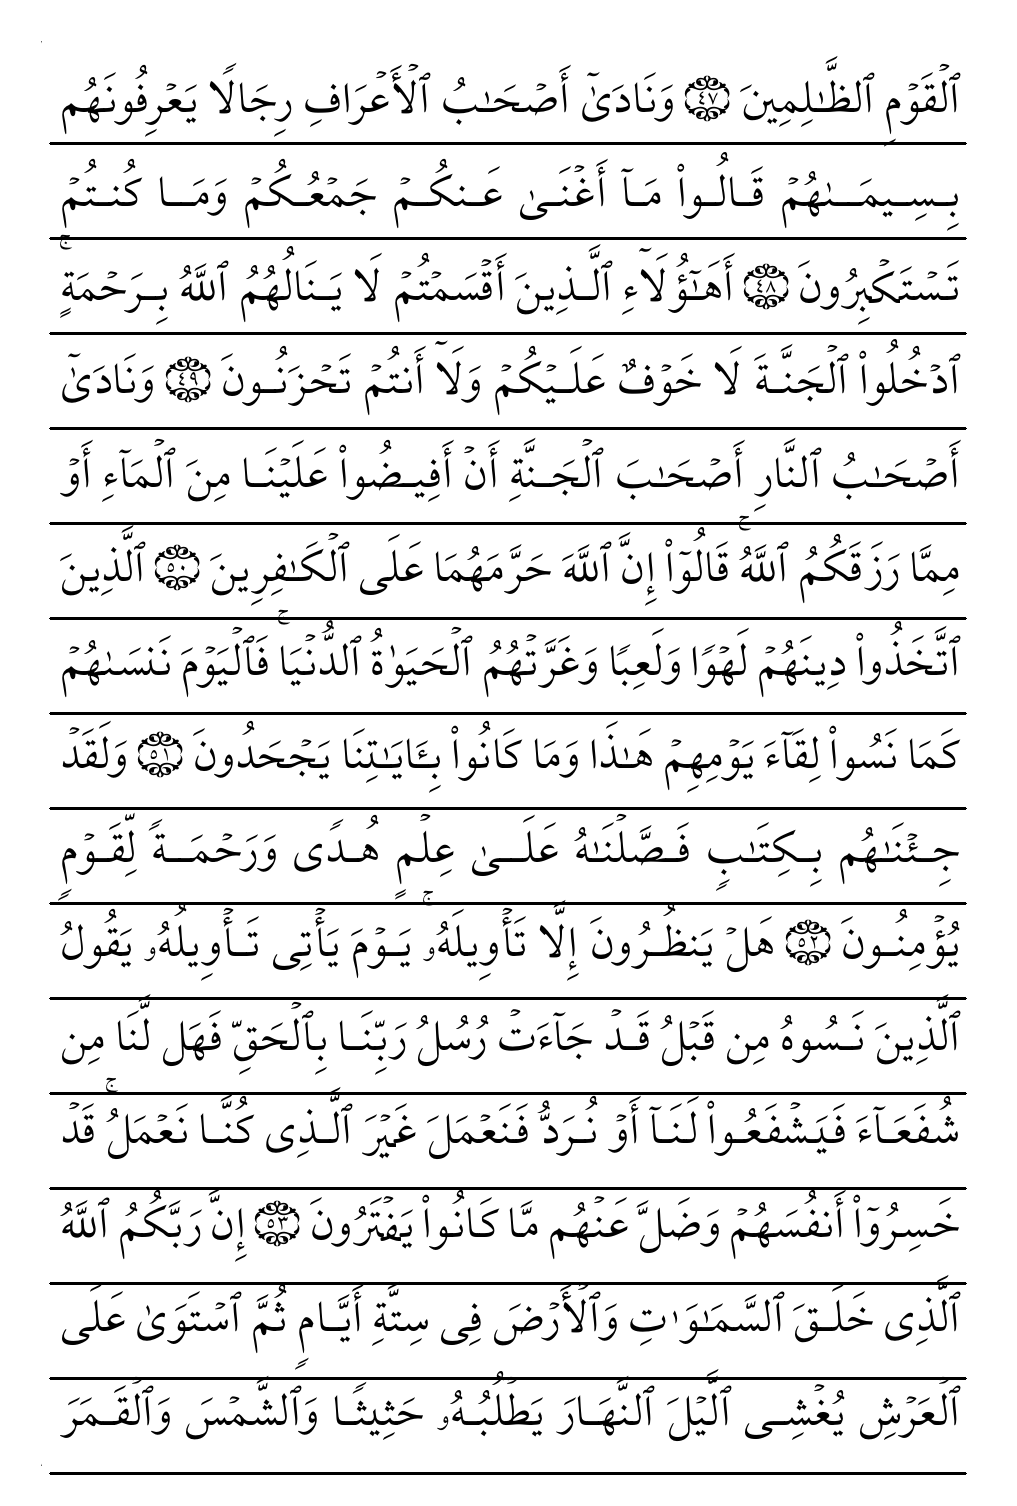 ٱلْقَوْمِ ٱلظَّـٰلِمِينَ ٤٧ وَنَادَىٰٓ أَصْحَـٰبُ ٱلْأَعْرَافِ رِجَالًا يَعْرِفُونَهُم
بِسِيمَـٰهُمْ قَالُوا۟ مَآ أَغْنَىٰ عَنكُمْ جَمْعُكُمْ وَمَا كُنتُمْ
تَسْتَكْبِرُونَ ٤٨ أَهَـٰٓؤُلَآءِ ٱلَّذِينَ أَقْسَمْتُمْ لَا يَنَالُهُمُ ٱللَّهُ بِرَحْمَةٍ ۚ
ٱدْخُلُوا۟ ٱلْجَنَّةَ لَا خَوْفٌ عَلَيْكُمْ وَلَآ أَنتُمْ تَحْزَنُونَ ٤٩ وَنَادَىٰٓ
أَصْحَـٰبُ ٱلنَّارِ أَصْحَـٰبَ ٱلْجَنَّةِ أَنْ أَفِيضُوا۟ عَلَيْنَا مِنَ ٱلْمَآءِ أَوْ
مِمَّا رَزَقَكُمُ ٱللَّهُ ۚ قَالُوٓا۟ إِنَّ ٱللَّهَ حَرَّمَهُمَا عَلَى ٱلْكَـٰفِرِينَ ٥٠ ٱلَّذِينَ
ٱتَّخَذُوا۟ دِينَهُمْ لَهْوًا وَلَعِبًا وَغَرَّتْهُمُ ٱلْحَيَوٰةُ ٱلدُّنْيَا ۚ فَٱلْيَوْمَ نَنسَىٰهُمْ
كَمَا نَسُوا۟ لِقَآءَ يَوْمِهِمْ هَـٰذَا وَمَا كَانُوا۟ بِـَٔايَـٰتِنَا يَجْحَدُونَ ٥١ وَلَقَدْ
جِئْنَـٰهُم بِكِتَـٰبٍ فَصَّلْنَـٰهُ عَلَىٰ عِلْمٍ هُدًى وَرَحْمَةً لِّقَوْمٍ
يُؤْمِنُونَ ٥٢ هَلْ يَنظُرُونَ إِلَّا تَأْوِيلَهُۥ ۚ يَوْمَ يَأْتِى تَأْوِيلُهُۥ يَقُولُ
ٱلَّذِينَ نَسُوهُ مِن قَبْلُ قَدْ جَآءَتْ رُسُلُ رَبِّنَا بِٱلْحَقِّ فَهَل لَّنَا مِن
شُفَعَآءَ فَيَشْفَعُوا۟ لَنَآ أَوْ نُرَدُّ فَنَعْمَلَ غَيْرَ ٱلَّذِى كُنَّا نَعْمَلُ ۚ قَدْ
خَسِرُوٓا۟ أَنفُسَهُمْ وَضَلَّ عَنْهُم مَّا كَانُوا۟ يَفْتَرُونَ ٥٣ إِنَّ رَبَّكُمُ ٱللَّهُ
ٱلَّذِى خَلَقَ ٱلسَّمَـٰوَٰتِ وَٱلْأَرْضَ فِى سِتَّةِ أَيَّامٍ ثُمَّ ٱسْتَوَىٰ عَلَى
ٱلْعَرْشِ يُغْشِى ٱلَّيْلَ ٱلنَّهَارَ يَطْلُبُهُۥ حَثِيثًا وَٱلشَّمْسَ وَٱلْقَمَرَ